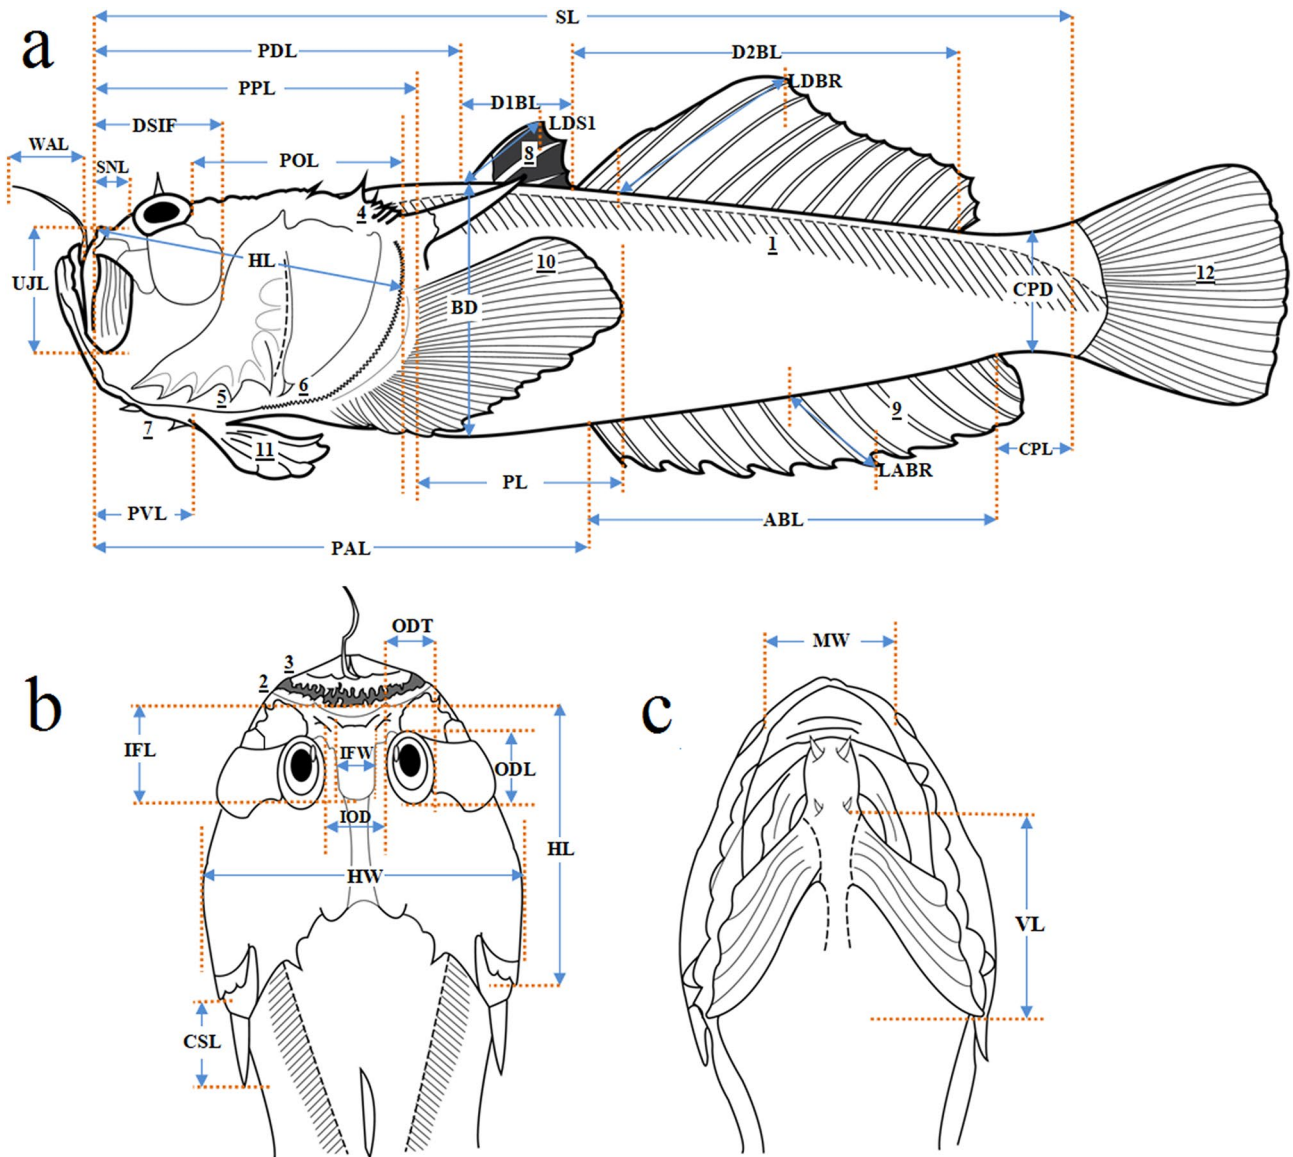 a
SL
PDL
D2BL
PPL
LDBR
D1BL
DSIF
LDS1
WAL
POL
8
SNL
4
1
HL
10
12
UJL
BD
CPD
6
5
9
7
11
CPL
LABR
PL
PVL
ABL
PAL
b
ODT
3
2
IFL
IFW
ODL
IOD
HL
HW
CSL
c
MW
VL